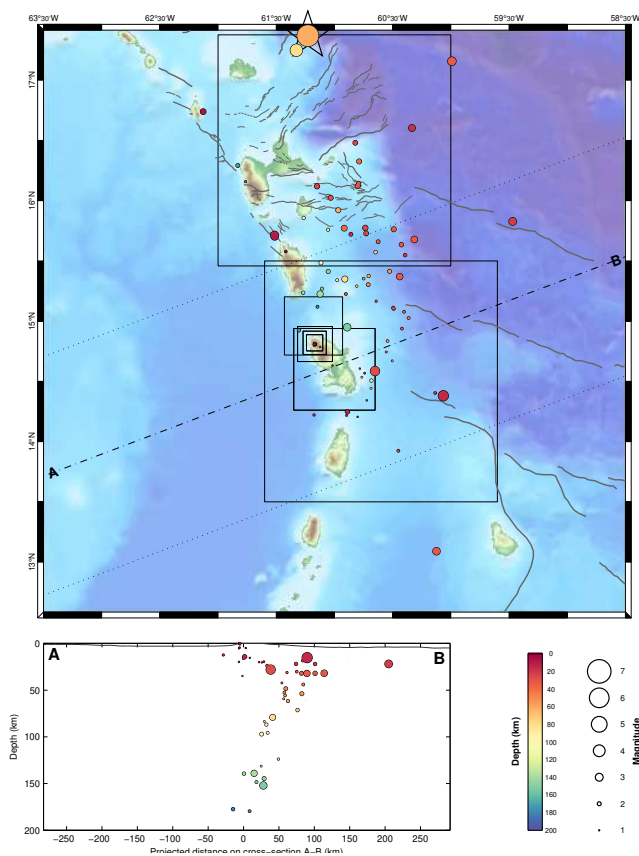 63°30'W 62°30'W 61°30'W 60°30'W 59°30'W 58°30'W
17°N
16°N
B
15°N
14°N
A
13°N
0 A B
50
100
150
200
Depth (km)
−250 −200 −150 −100 −50 0 50 100 150 200 250
Projected distance on cross−section A−B (km)
0
20
40
60
80
100
120
140
160
180
200
Depth (km)
7
6
5
4
3
2
1
Magnitude